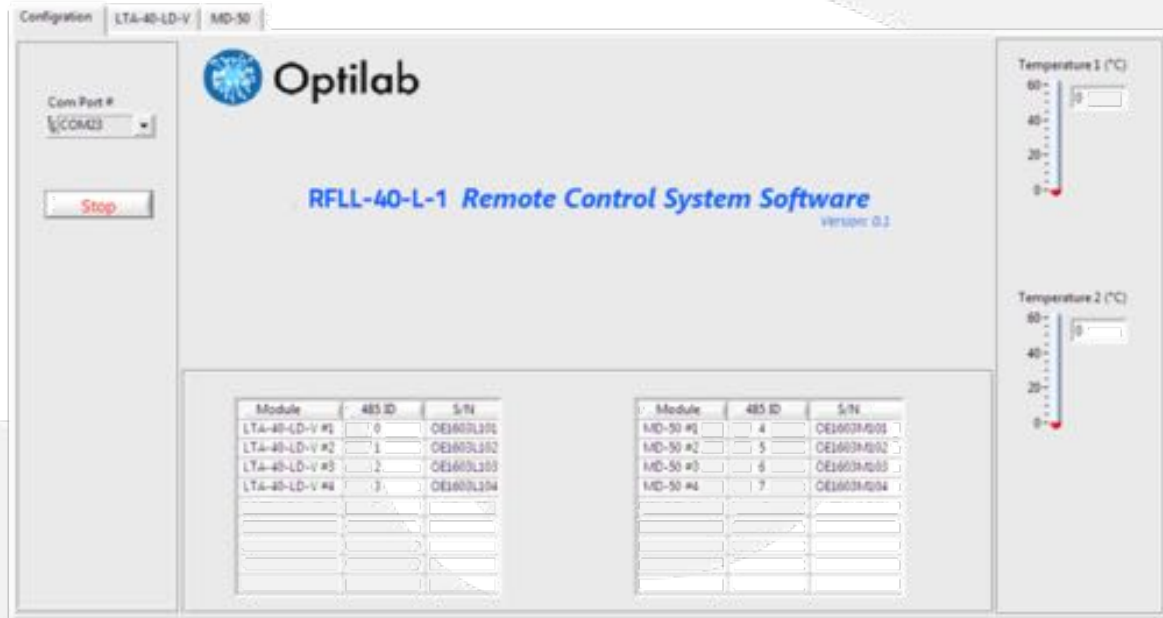 Configration LTA-40-LD-V MD-50
Com Port #
COM23
Stop
Optilab
RFLL-40-L-1 Remote Control System Software
Version: 0.1
Module 485 ID S/N
LTA-40-LD-V #1 0 OE1603L101
LTA-40-LD-V #2 1 OE1603L102
LTA-40-LD-V #3 2 OE1603L103
LTA-40-LD-V #4 3 OE1603L104
Module 485 ID S/N
MD-50 #1 4 OE1603M101
MD-50 #2 5 OE1603M102
MD-50 #3 6 OE1603M103
MD-50 #4 7 OE1603M104
Temperature 1 (°C)
60
0
40
20
0
Temperature 2 (°C)
60
0
40
20
0